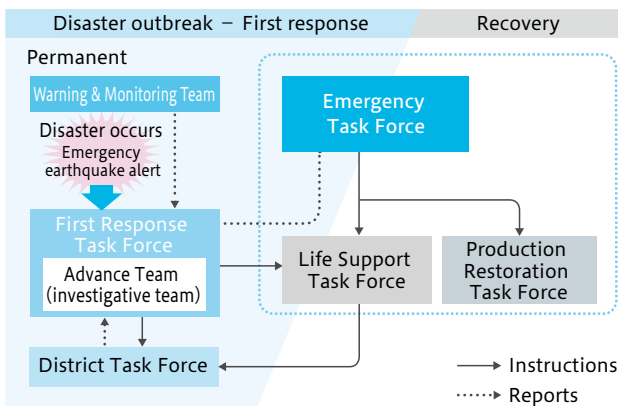 Disaster outbreak – First response
Recovery
Permanent
Warning & Monitoring Team
Disaster occurs
Emergency
earthquake alert
Emergency
Task Force
First Response
Task Force
Advance Team
(investigative team)
Life Support
Task Force
Production
Restoration
Task Force
District Task Force
Instructions
Reports